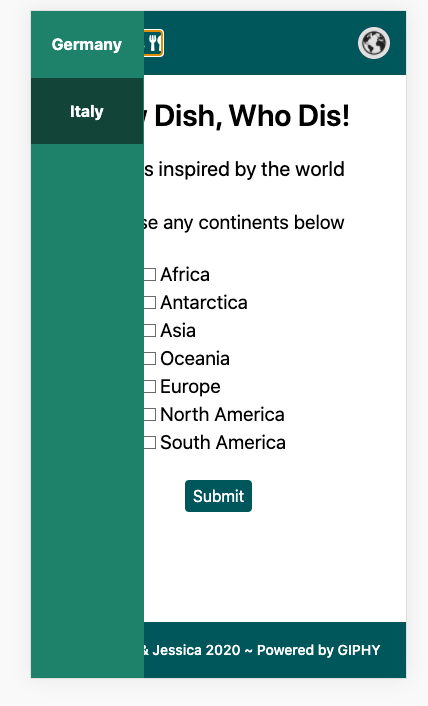 Germany
Italy
Dish, Who Dis!
s inspired by the world
se any continents below
Africa
Antarctica
Asia
Oceania
Europe
North America
South America
Submit
& Jessica 2020 ~ Powered by GIPHY